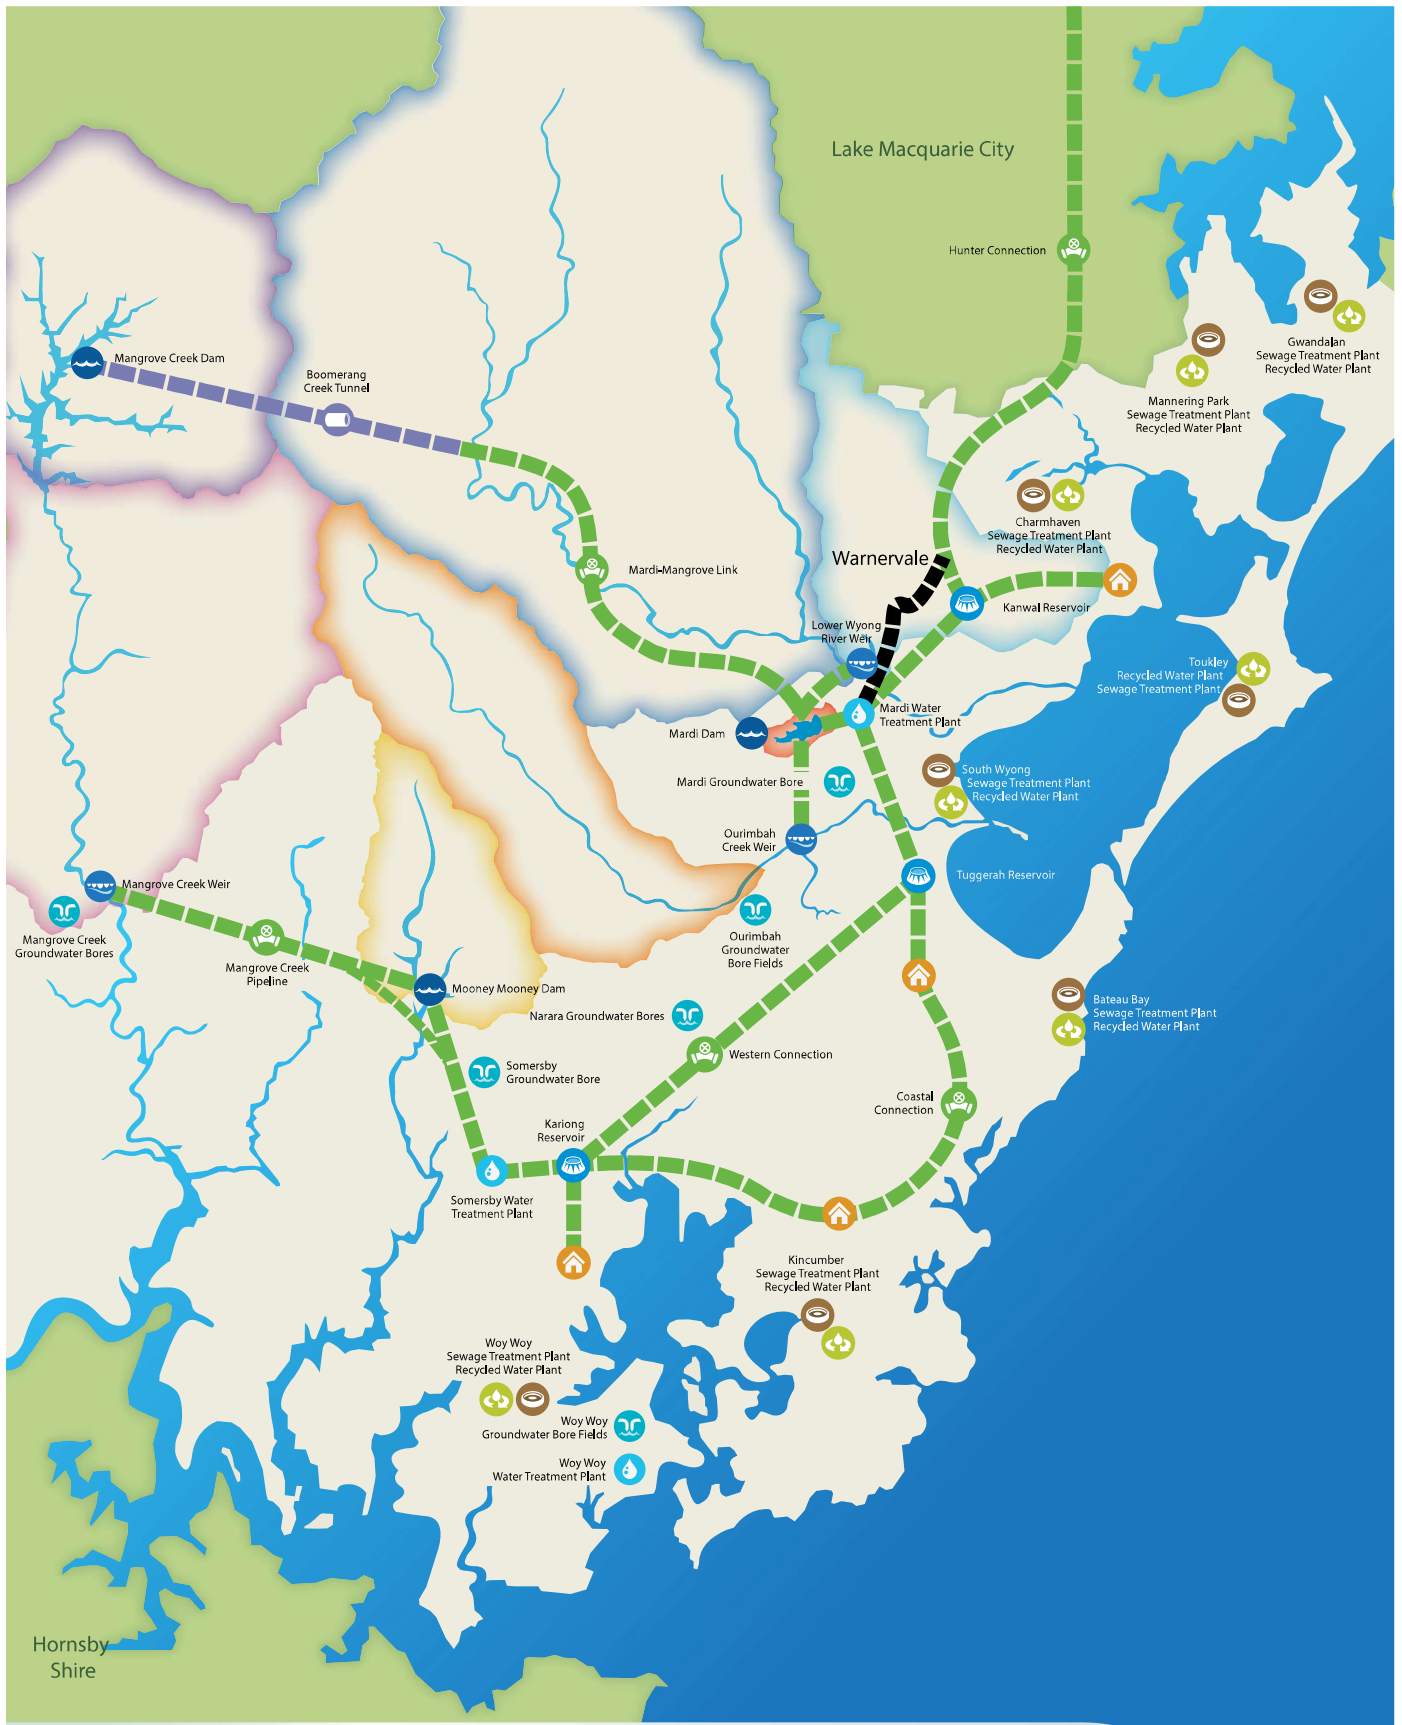 Lake Macquarie City
Hunter Connection
Gwandalan
Sewage Treatment Plant
Recycled Water Plant
Mangrove Creek Dam
Boomerang
Creek Tunnel
Mannering Park
Sewage Treatment Plant
Recycled Water Plant
Charmhaven
Sewage Treatment Plant
Recycled Water Plant
Warnervale
Mardi-Mangrove Link
Kanwal Reservoir
Lower Wyong
River Weir
Toukley
Recycled Water Plant
Sewage Treatment Plant
Mardi Water
Treatment Plant
Mardi Dam
South Wyong
Sewage Treatment Plant
Recycled Water Plant
Mardi Groundwater Bore
Ourimbah
Creek Weir
Tuggerah Reservoir
Mangrove Creek Weir
Mangrove Creek
Groundwater Bores
Ourimbah
Groundwater
Bore Fields
Mangrove Creek
Pipeline
Mooney Mooney Dam
Narara Groundwater Bores
Bateau Bay
Sewage Treatment Plant
Recycled Water Plant
Western Connection
Somersby
Groundwater Bore
Coastal
Connection
Kariong
Reservoir
Somersby Water
Treatment Plant
Kincumber
Sewage Treatment Plant
Recycled Water Plant
Woy Woy
Sewage Treatment Plant
Recycled Water Plant
Woy Woy
Groundwater Bore Fields
Woy Woy
Water Treatment Plant
Hornsby
Shire